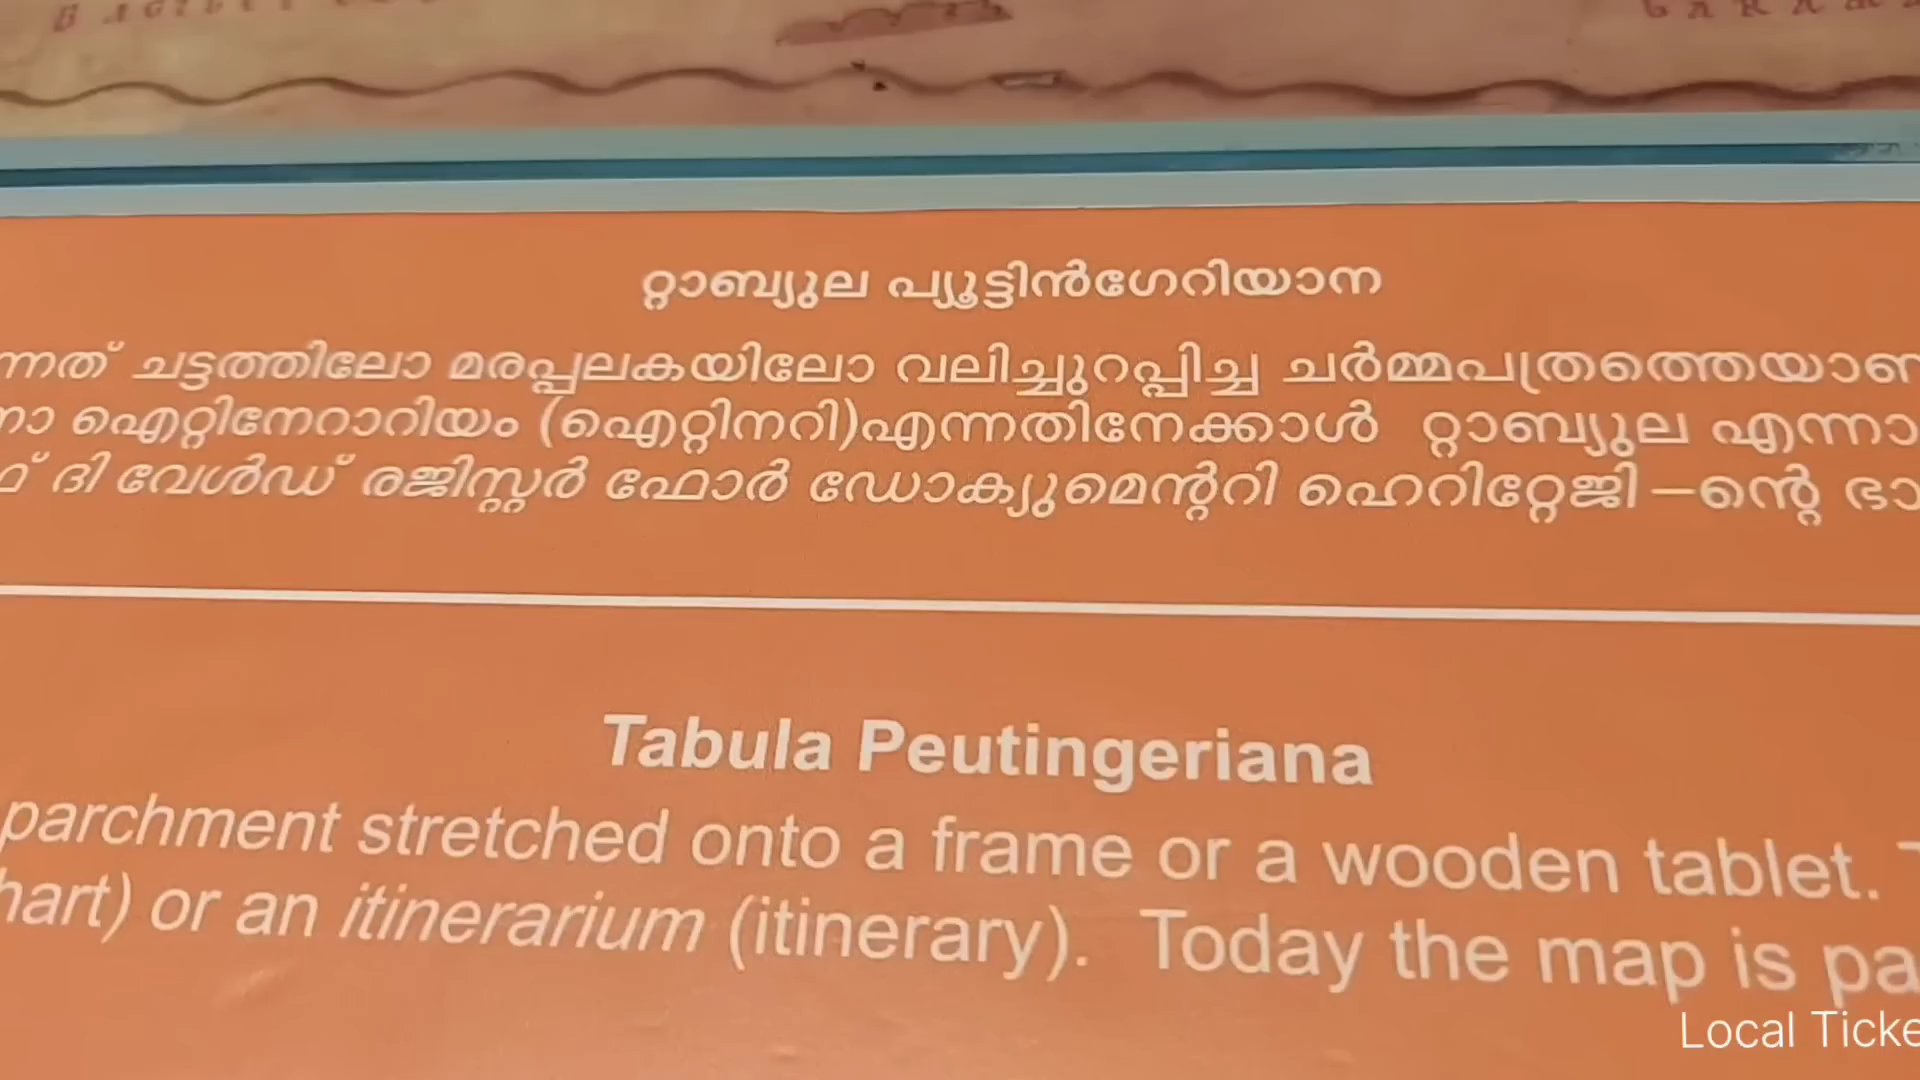 റ്റാബ്യുല പ്യൂട്ടിൻഗേറിയാന
ന്നത് ചട്ടത്തിലോ മരപ്പലകയിലോ വലിച്ചുറപ്പിച്ച ചർമ്മപത്രത്തെയാണ
നാ ഐറ്റിനേറാറിയം (ഐറ്റിനറി)എന്നതിനേക്കാൾ റ്റാബ്യുല എന്നാ
ഫ് ദി വേൾഡ് രജിസ്റ്റർ ഫോർ ഡോക്യുമെന്ററി ഹെറിറ്റേജി –ന്റെ ഭാ
Tabula Peutingeriana
parchment stretched onto a frame or a wooden tablet. T
hart) or an itinerarium (itinerary). Today the map is pa
Local Ticke